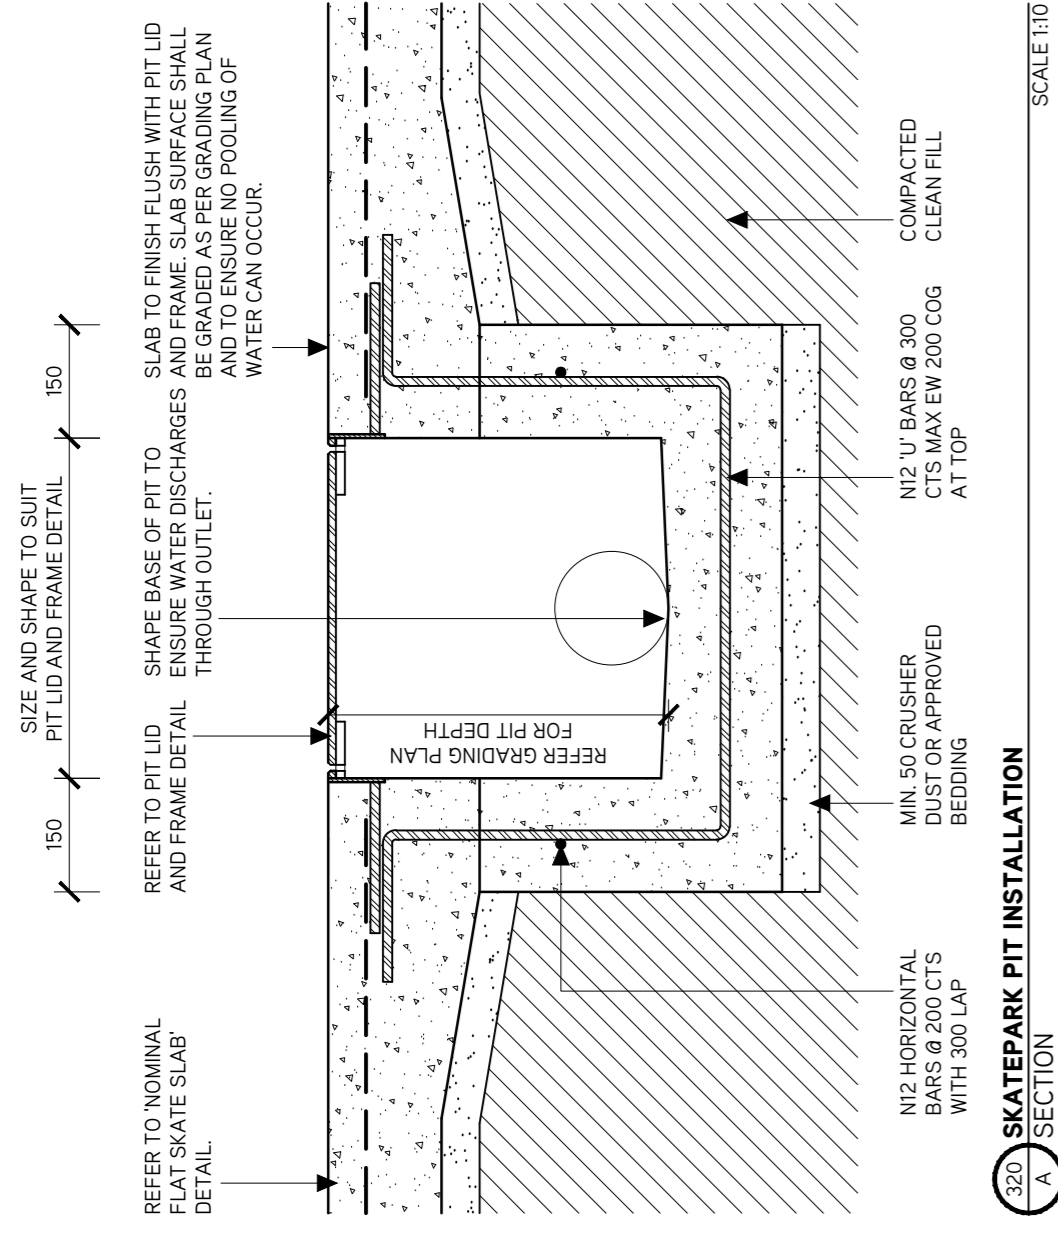 SIZE AND SHAPE TO SUIT
PIT LID AND FRAME DETAIL
150
150
REFER TO 'NOMINAL
FLAT SKATE SLAB'
DETAIL.
REFER TO PIT LID
AND FRAME DETAIL
SHAPE BASE OF PIT TO
ENSURE WATER DISCHARGES
THROUGH OUTLET.
SLAB TO FINISH FLUSH WITH PIT LID
AND FRAME. SLAB SURFACE SHALL
BE GRADED AS PER GRADING PLAN
AND TO ENSURE NO POOLING OF
WATER CAN OCCUR.
REFER GRADING PLAN
FOR PIT DEPTH
N12 HORIZONTAL
BARS @ 200 CTS
WITH 300 LAP
MIN. 50 CRUSHER
DUST OR APPROVED
BEDDING
N12 'U' BARS @ 300
CTS MAX EW 200 COG
AT TOP
COMPACTED
CLEAN FILL
320
A
SKATEPARK PIT INSTALLATION
SECTION
SCALE 1:10